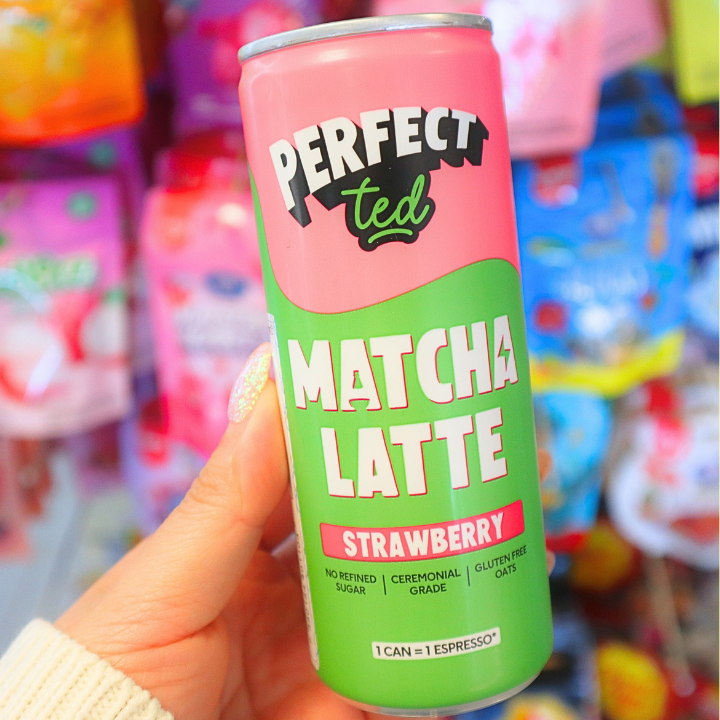 PERFECT
ted
MATCHA
LATTE
STRAWBERRY
NO REFINED
SUGAR
CEREMONIAL
GRADE
GLUTEN FREE
OATS
1 CAN = 1 ESPRESSO*